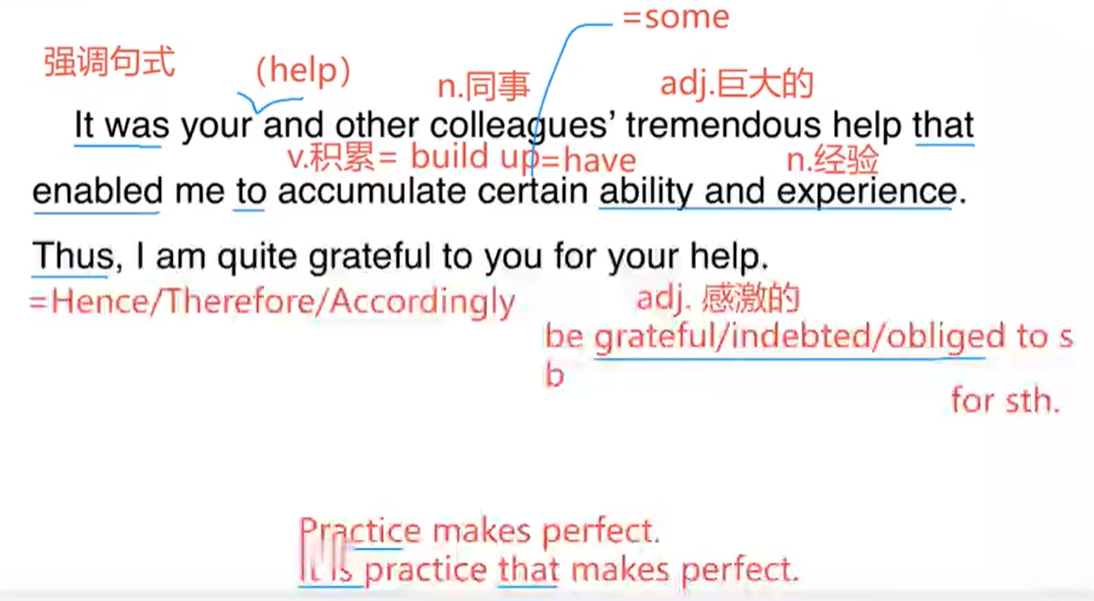 =some
强调句式
(help)
n.同事
adj.巨大的
It was your and other colleagues' tremendous help that
v.积累= build up=have
n.经验
enabled me to accumulate certain ability and experience.
Thus, I am quite grateful to you for your help.
=Hence/Therefore/Accordingly
adj. 感激的
be grateful/indebted/obliged to s
b
for sth.
Practice makes perfect.
It is practice that makes perfect.